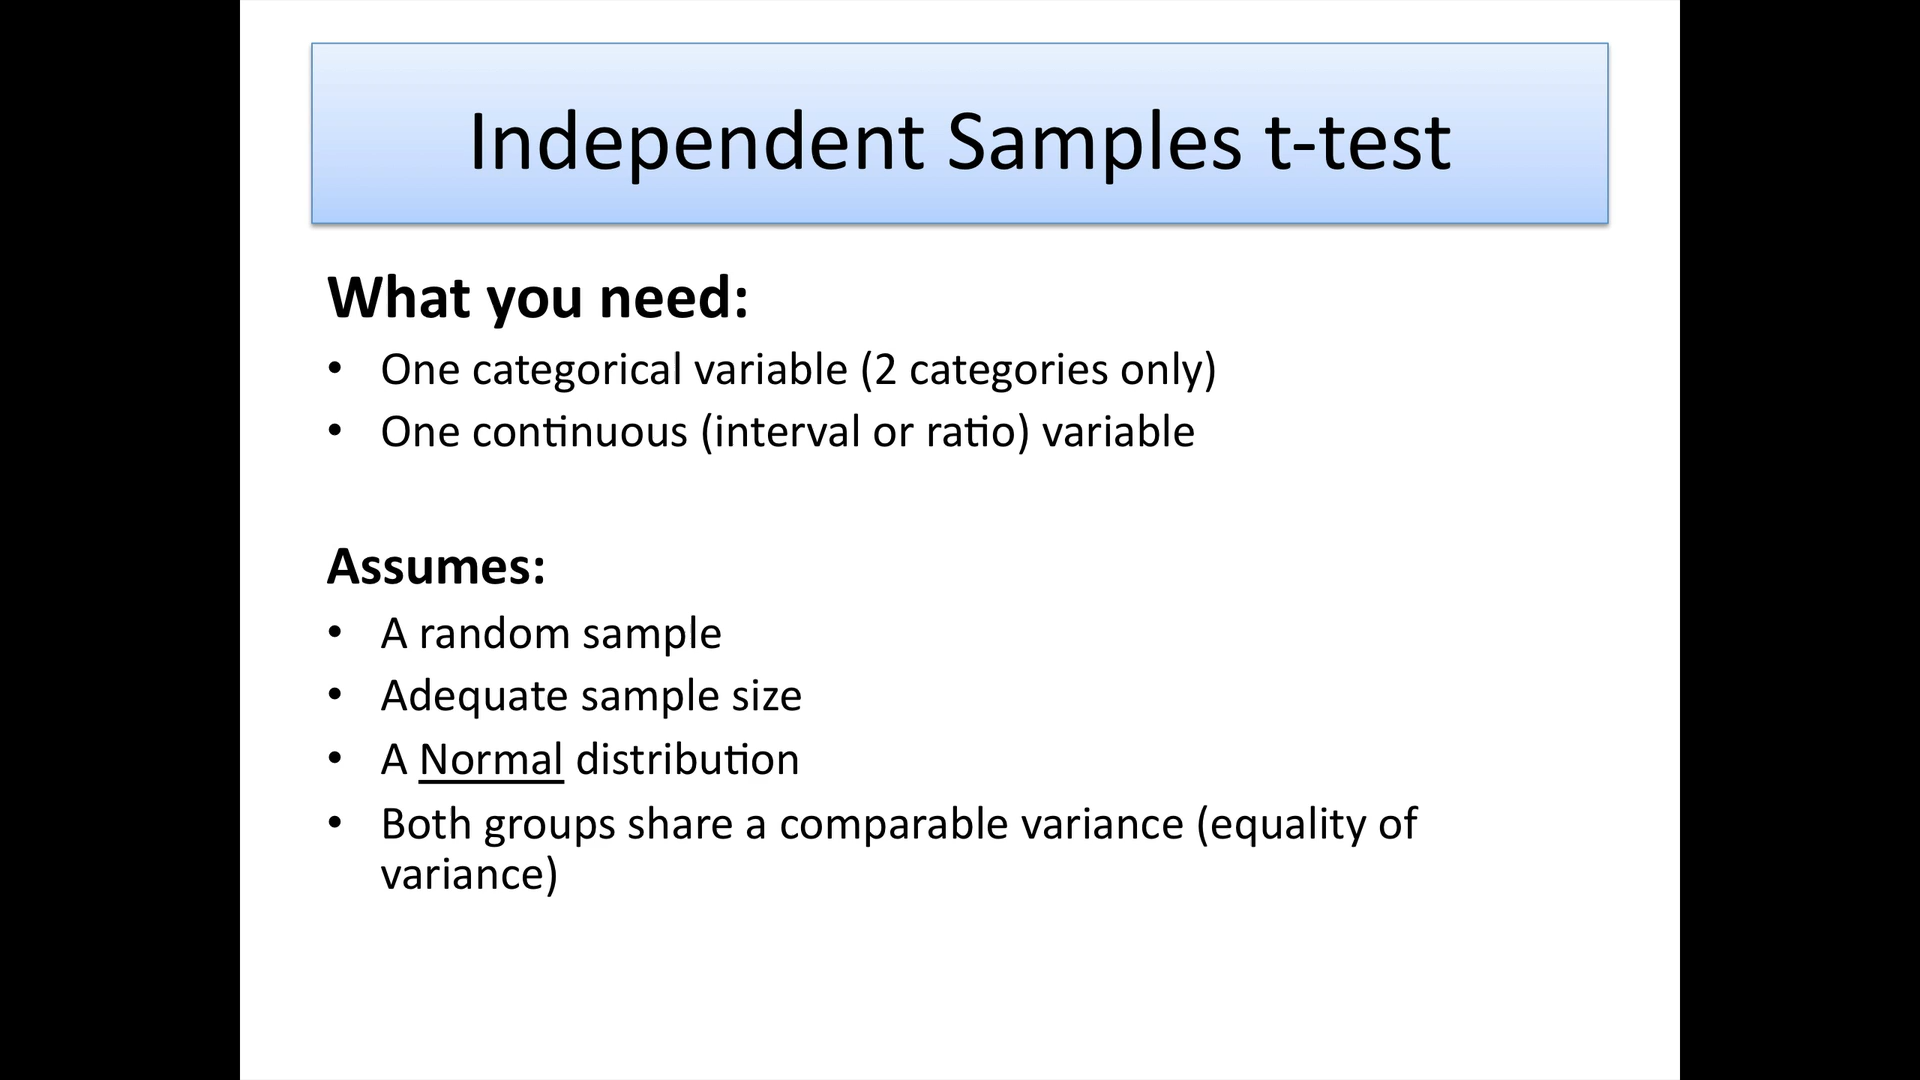 Independent Samples t-test
What you need:
• One categorical variable (2 categories only)
• One continuous (interval or ratio) variable
Assumes:
• A random sample
• Adequate sample size
• A Normal distribution
• Both groups share a comparable variance (equality of
variance)